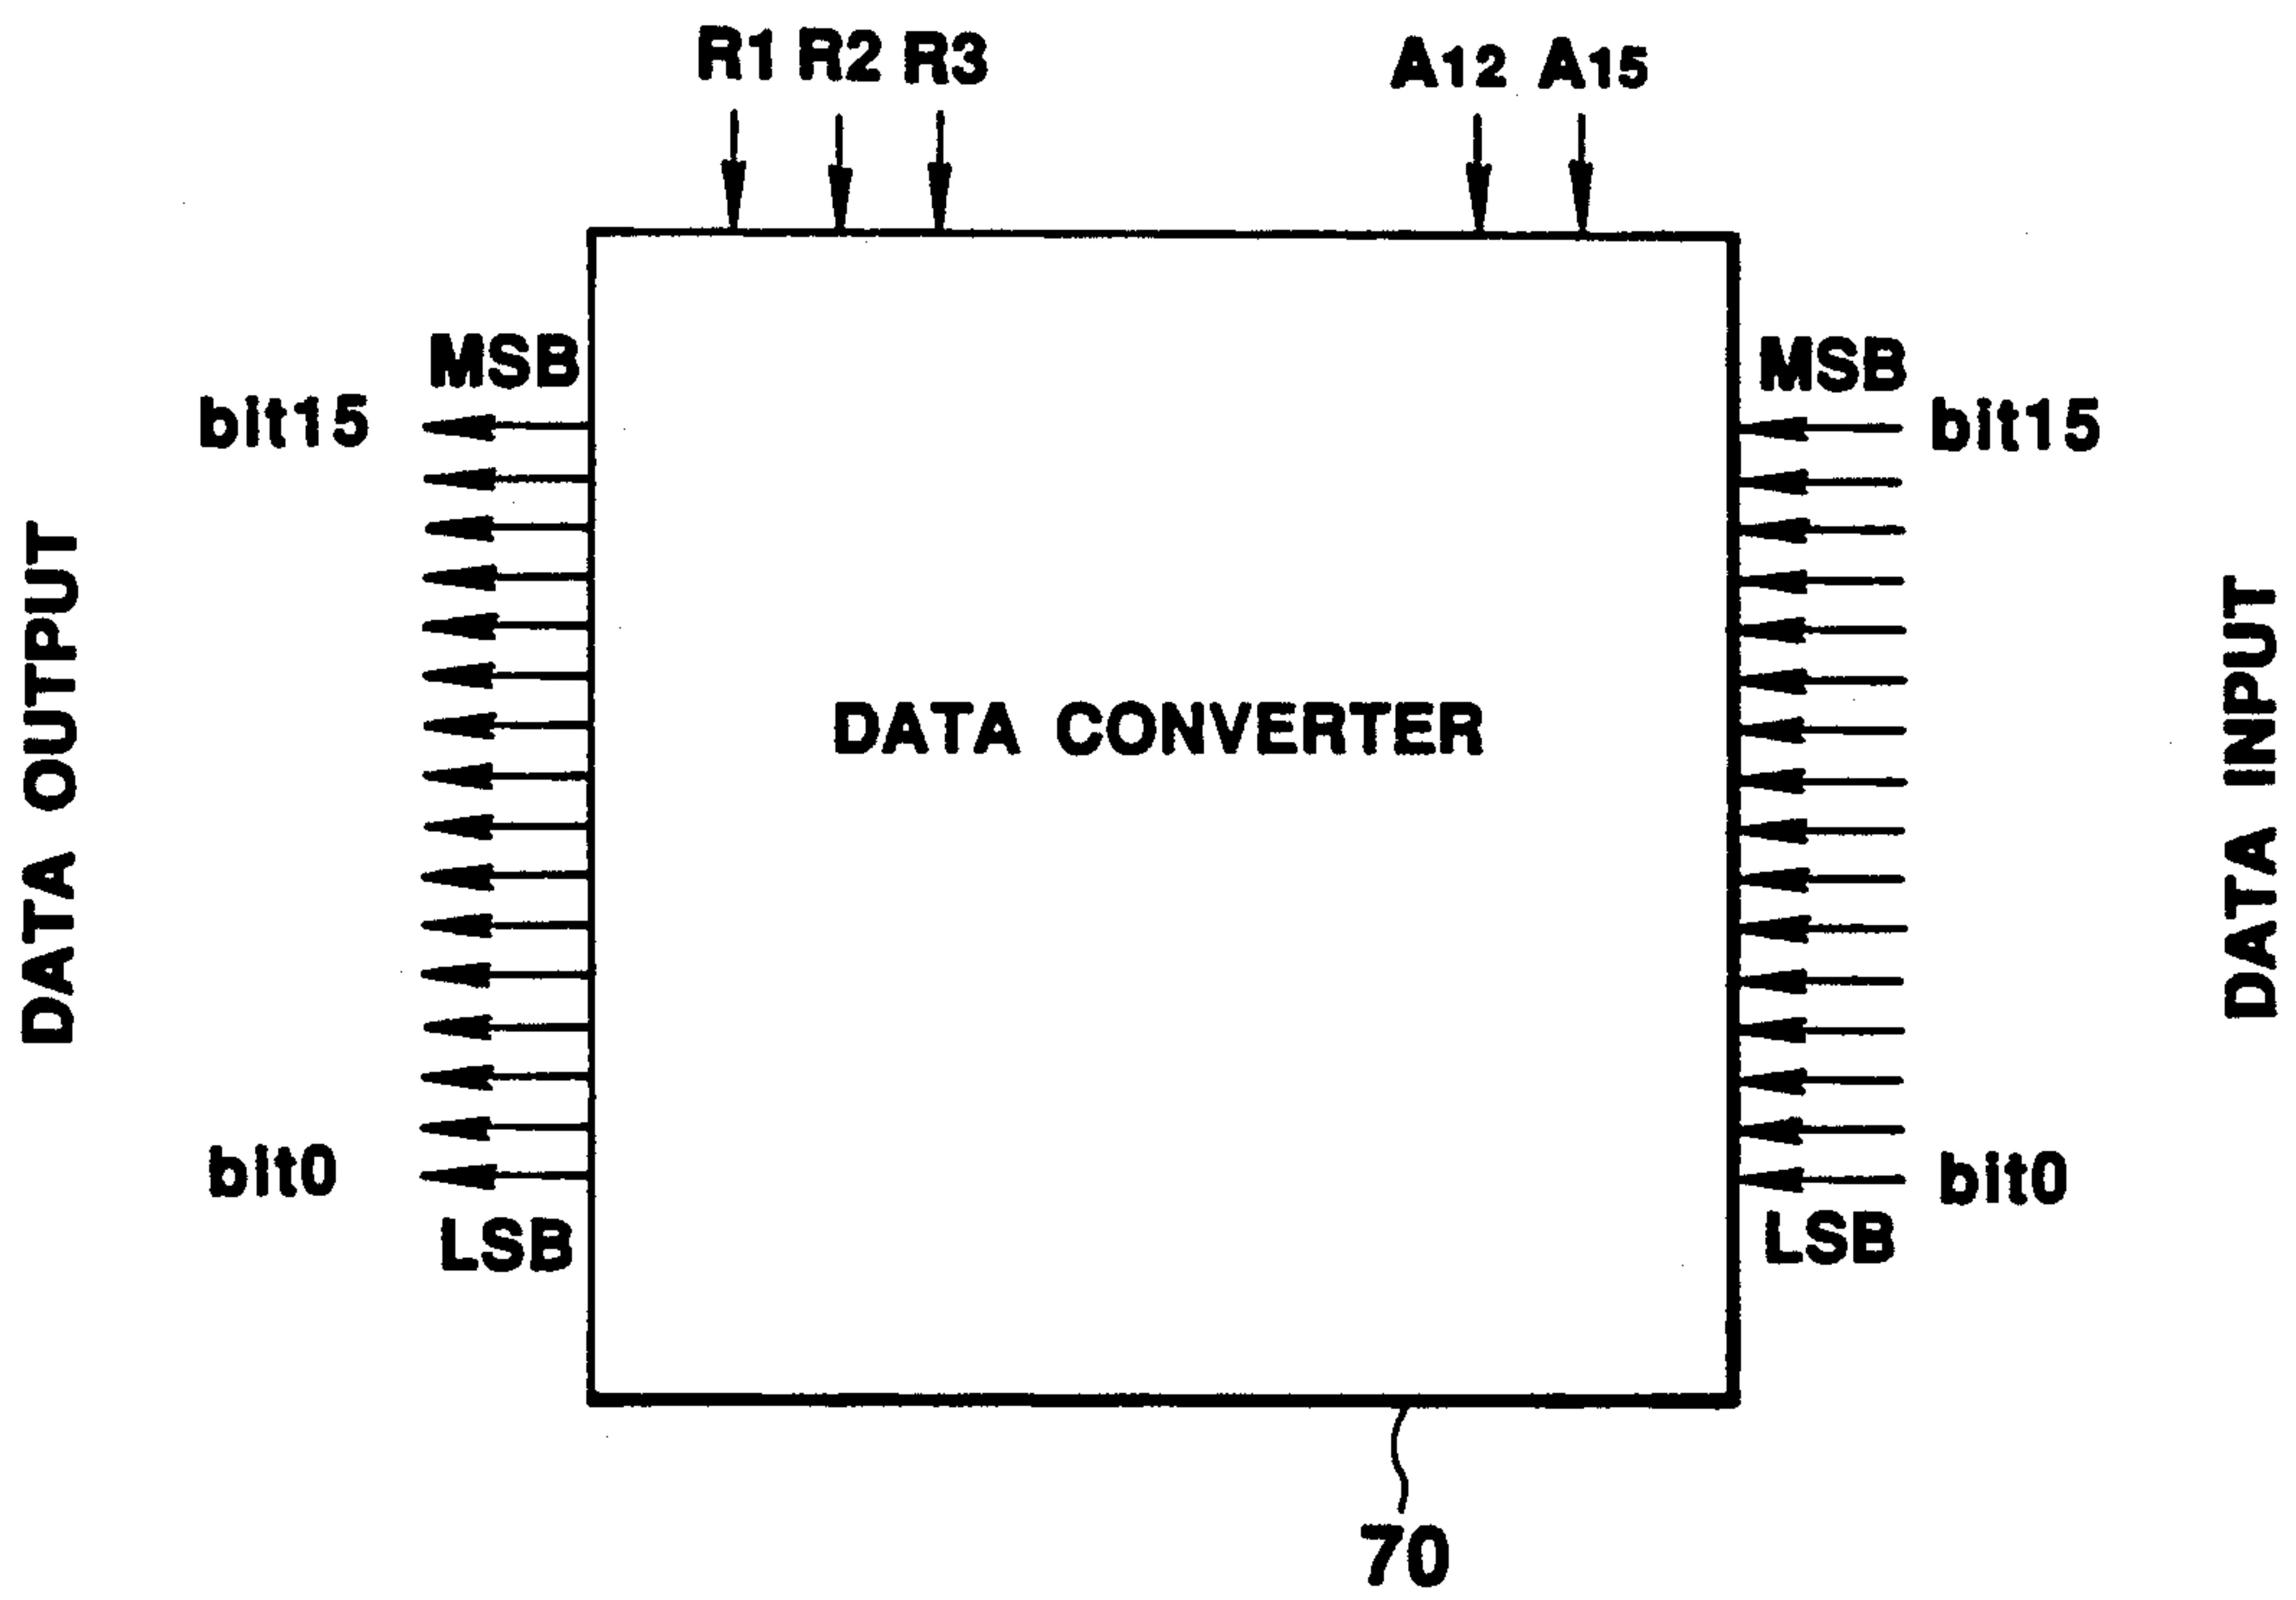 R1 R2 R3
A12 A15
MSB
MSB
bit15
bit15
DATA OUTPUT
DATA CONVERTER
DATA INPUT
bit0
bit0
LSB
LSB
70